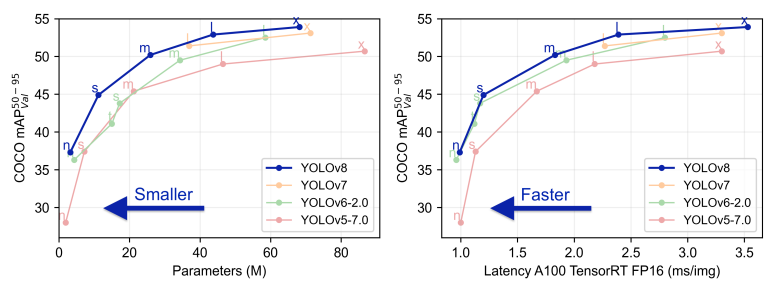 COCO mAP50−95 Val
55
50
45
40
35
30
0
20
40
60
80
Parameters (M)
n
s
m
l
x
l
x
n
t
s
m
l
n
s
m
l
x
Smaller
YOLOv8
YOLOv7
YOLOv6-2.0
YOLOv5-7.0
COCO mAP50−95 Val
55
50
45
40
35
30
1.0
1.5
2.0
2.5
3.0
3.5
Latency A100 TensorRT FP16 (ms/img)
n
s
m
l
x
l
x
n
t
s
m
l
n
s
m
l
x
Faster
YOLOv8
YOLOv7
YOLOv6-2.0
YOLOv5-7.0